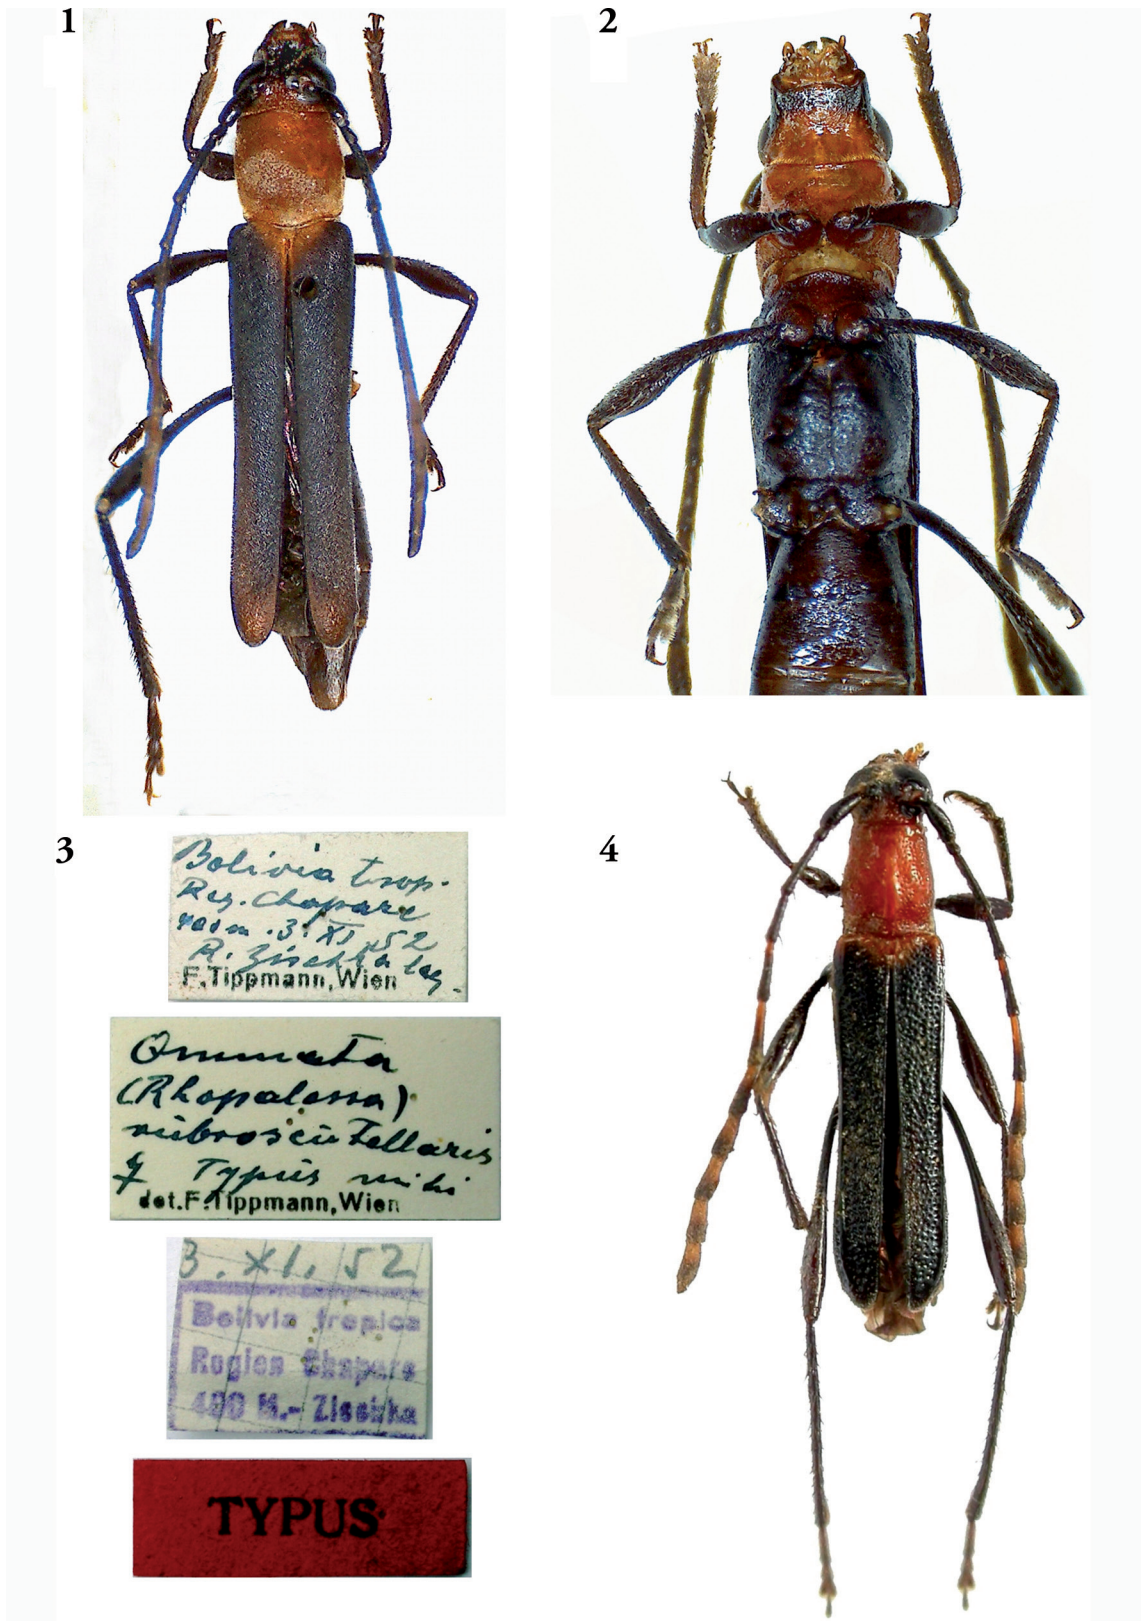 1
2
3
Bolivia trop.
Reg. Chapare
3. XI. 52
R. Zischka leg.
F. Tippmann, Wien
Ommata
(Rhopalessa)
rubroscutellaris
Typus mihi
det. F. Tippmann, Wien
3. XI. 52
Bolivia tropica
Region Chapare
400 M.- Zischka
TYPUS
4